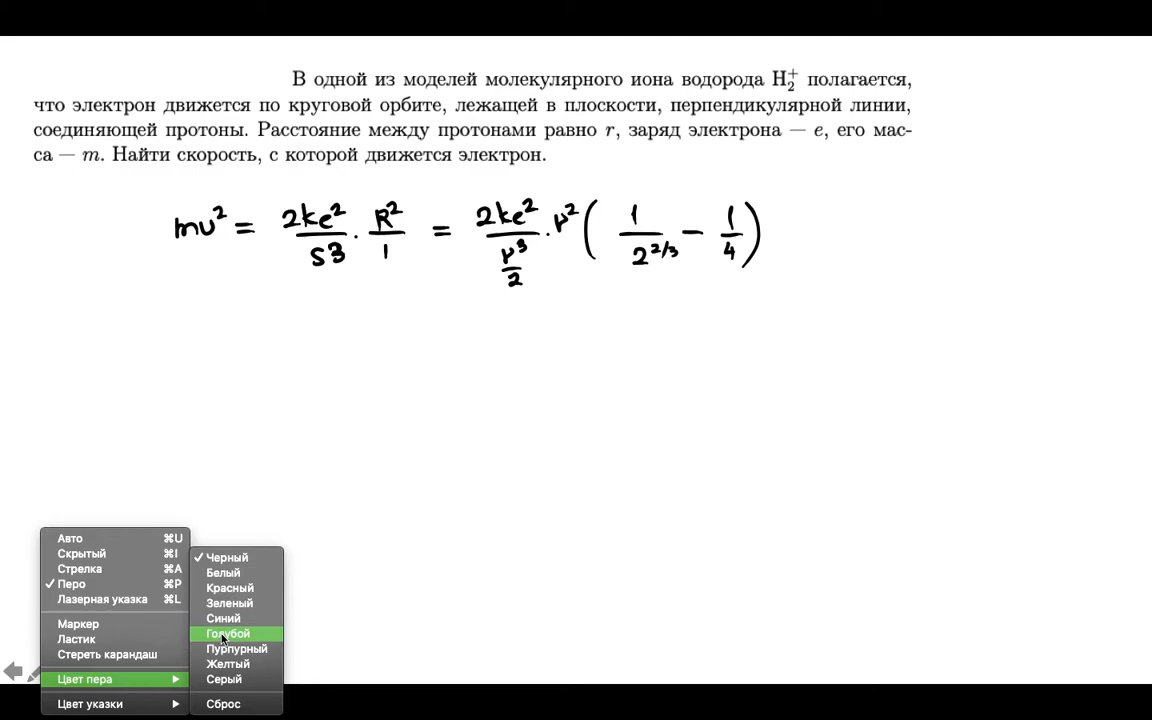 В одной из моделей молекулярного иона водорода H₂⁺ полагается,
что электрон движется по круговой орбите, лежащей в плоскости, перпендикулярной линии,
соединяющей протоны. Расстояние между протонами равно r, заряд электрона — e, его мас-
са — m. Найти скорость, с которой движется электрон.
mv² = 2ke²/s3 · R²/1 = 2ke²/(r³/2) · r² (1/2^(2/3) − 1/4)
Авто ⌘U
Скрытый ⌘I
Стрелка ⌘A
✓ Перо ⌘P
Лазерная указка ⌘L
Маркер
Ластик
Стереть карандаш
Цвет пера ▶
Цвет указки ▶
✓ Черный
Белый
Красный
Зеленый
Синий
Голубой
Пурпурный
Желтый
Серый
Сброс